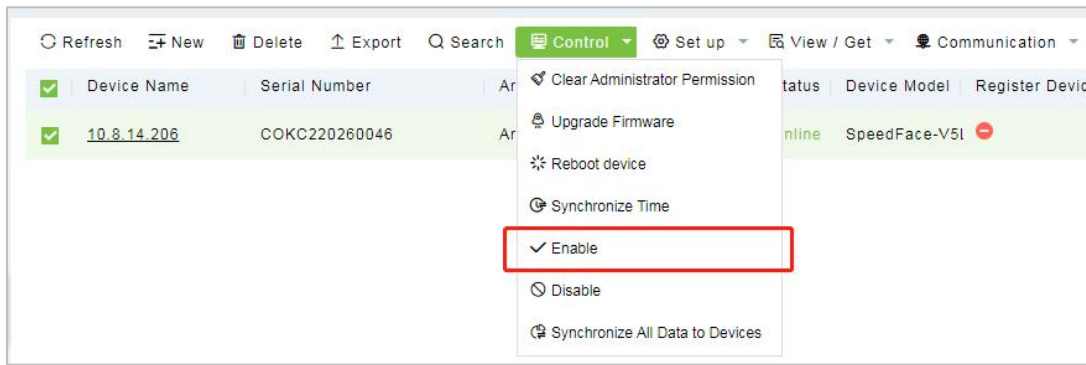 Refresh New Delete Export Search Control Set up View / Get Communication
Device Name Serial Number Ar tatus Device Model Register Devic
10.8.14.206 COKC220260046 Ar nline SpeedFace-V5L
Clear Administrator Permission
Upgrade Firmware
Reboot device
Synchronize Time
Enable
Disable
Synchronize All Data to Devices